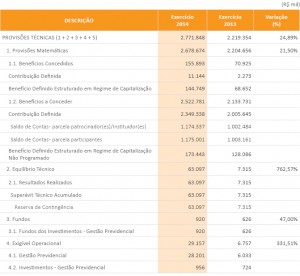 (R$ mil)
DESCRIÇÃO Exercício 2014 Exercício 2013 Variação (%)
PROVISÕES TÉCNICAS (1 + 2 + 3 + 4 + 5) 2.771.848 2.219.354 24,89%
1. Provisões Matemáticas 2.678.674 2.204.656 21,50%
1.1. Benefícios Concedidos 155.893 70.925
Contribuição Definida 11.144 2.273
Benefício Definido Estruturado em Regime de Capitalização 144.749 68.652
1.2. Benefícios a Conceder 2.522.781 2.133.731
Contribuição Definida 2.349.338 2.005.645
Saldo de Contas- parcela patrocinador(es)/instituidor(es) 1.174.337 1.002.484
Saldo de Contas- parcela participantes 1.175.001 1.003.161
Benefício Definido Estruturado em Regime de Capitalização
Não Programado 173.443 128.086
2. Equilíbrio Técnico 63.097 7.315 762,57%
2.1. Resultados Realizados 63.097 7.315
Superávit Técnico Acumulado 63.097 7.315
Reserva de Contingência 63.097 7.315
3. Fundos 920 626 47,00%
3.1. Fundos dos Investimentos - Gestão Previdencial 920 626
4. Exigível Operacional 29.157 6.757 331,51%
4.1. Gestão Previdencial 28.201 6.033
4.2. Investimentos - Gestão Previdencial 956 724